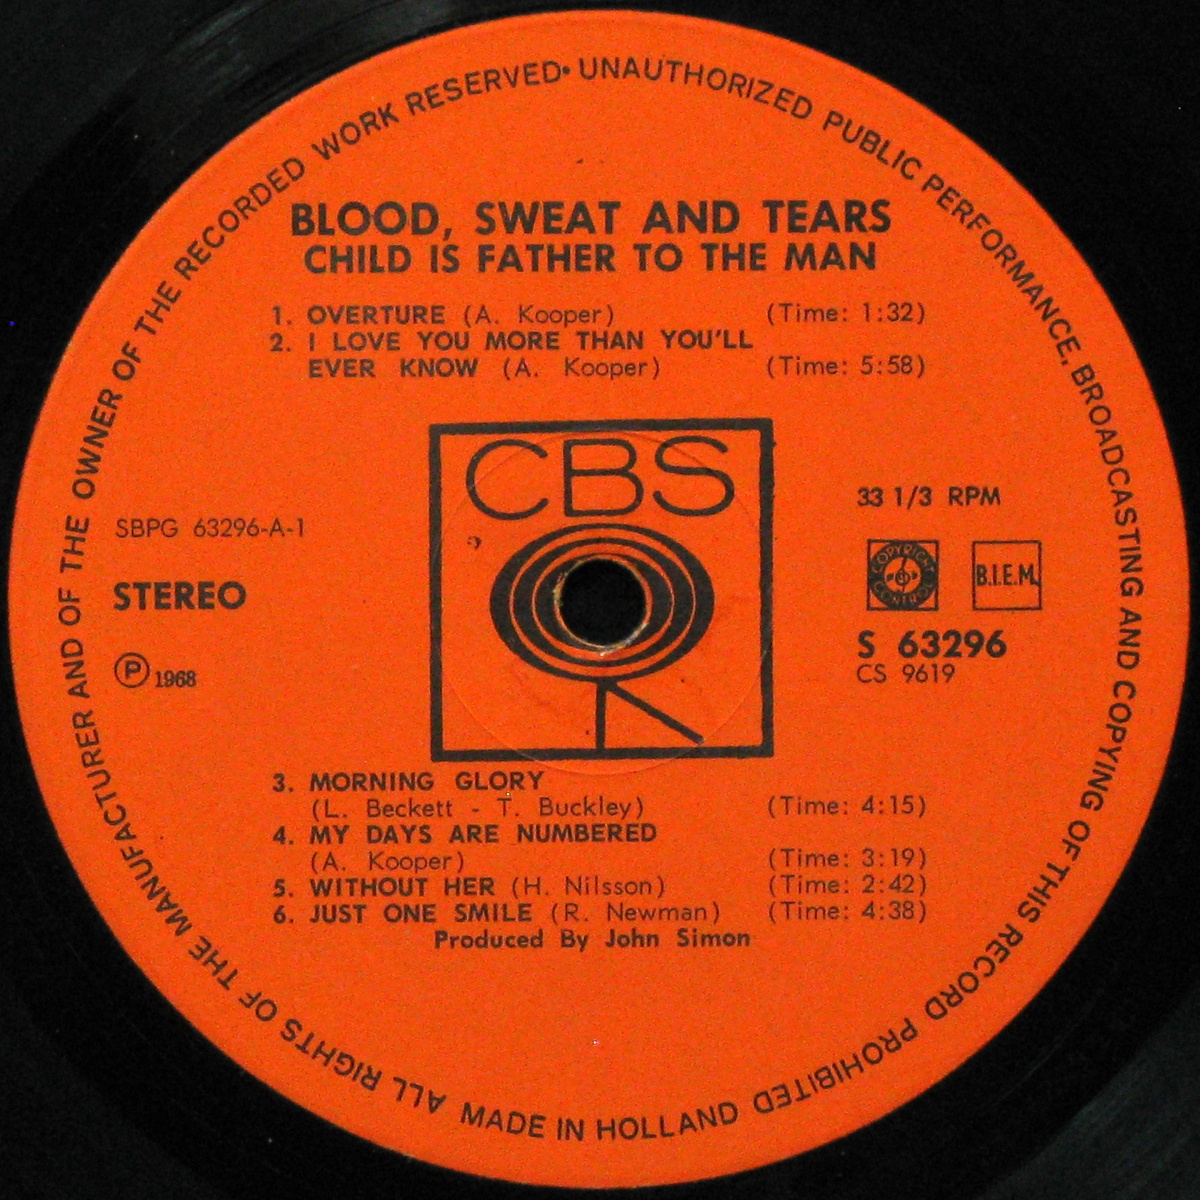 ALL RIGHTS OF THE MANUFACTURER AND OF THE OWNER OF THE RECORDED WORK RESERVED • UNAUTHORIZED PUBLIC PERFORMANCE, BROADCASTING AND COPYING OF THIS RECORD PROHIBITED
BLOOD, SWEAT AND TEARS
CHILD IS FATHER TO THE MAN
1. OVERTURE (A. Kooper) (Time: 1:32)
2. I LOVE YOU MORE THAN YOU'LL
EVER KNOW (A. Kooper) (Time: 5:58)
CBS
SBPG 63296-A-1
STEREO
Ⓟ 1968
33 1/3 RPM
COPYRIGHT CONTROL
B.I.E.M.
S 63296
CS 9619
3. MORNING GLORY
(L. Beckett - T. Buckley) (Time: 4:15)
4. MY DAYS ARE NUMBERED
(A. Kooper) (Time: 3:19)
5. WITHOUT HER (H. Nilsson) (Time: 2:42)
6. JUST ONE SMILE (R. Newman) (Time: 4:38)
Produced By John Simon
MADE IN HOLLAND